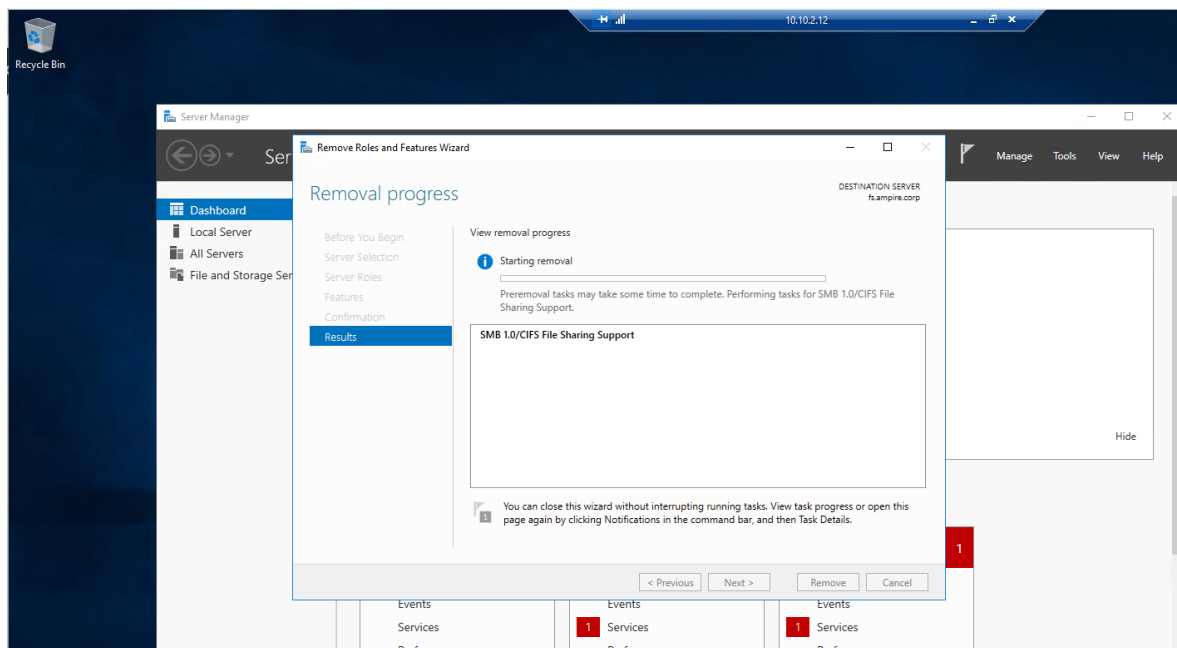 10.10.2.12
Recycle Bin
Server Manager
Ser
Manage Tools View Help
Dashboard
Local Server
All Servers
File and Storage Ser
Remove Roles and Features Wizard
Removal progress
DESTINATION SERVER
fs.ampire.corp
Before You Begin
Server Selection
Server Roles
Features
Confirmation
Results
View removal progress
Starting removal
Preremoval tasks may take some time to complete. Performing tasks for SMB 1.0/CIFS File
Sharing Support.
SMB 1.0/CIFS File Sharing Support
1
You can close this wizard without interrupting running tasks. View task progress or open this
page again by clicking Notifications in the command bar, and then Task Details.
< Previous
Next >
Remove
Cancel
Hide
1
Events
Services
Events
1 Services
Events
1 Services